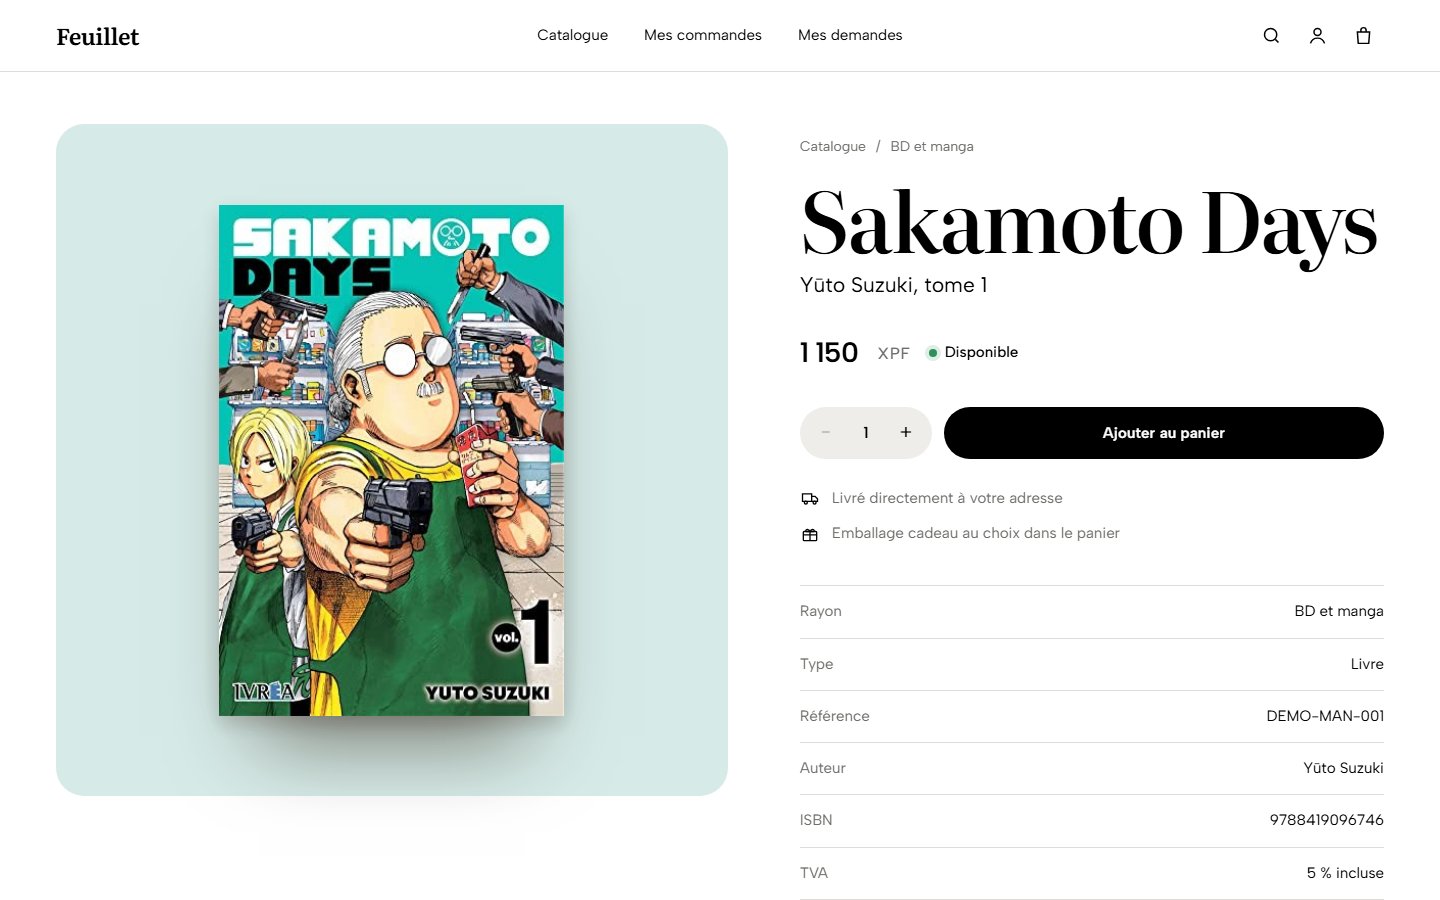 Feuillet
Catalogue
Mes commandes
Mes demandes
SAKAMOTO
DAYS
vol. 1
IVREA
YUTO SUZUKI
Catalogue / BD et manga
Sakamoto Days
Yūto Suzuki, tome 1
1 150 XPF Disponible
− 1 + Ajouter au panier
Livré directement à votre adresse
Emballage cadeau au choix dans le panier
Rayon BD et manga
Type Livre
Référence DEMO-MAN-001
Auteur Yūto Suzuki
ISBN 9788419096746
TVA 5 % incluse